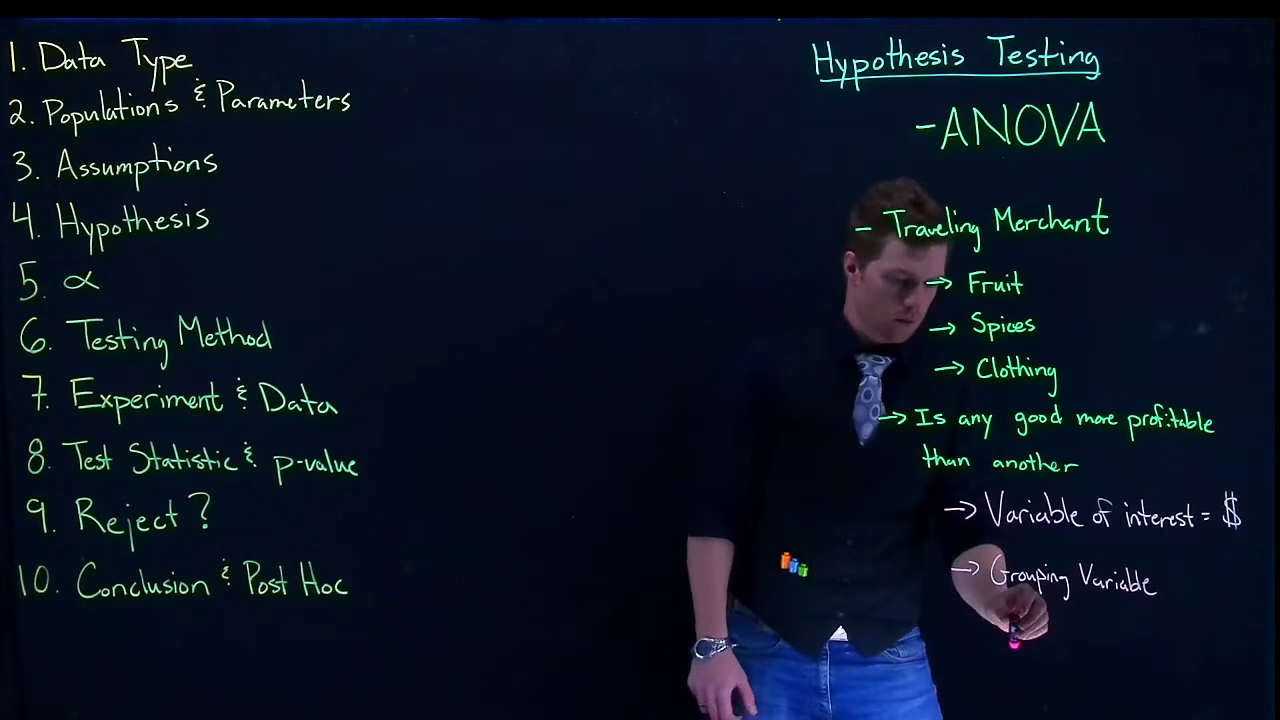 1. Data Type
2. Populations & Parameters
3. Assumptions
4. Hypothesis
5. α
6. Testing Method
7. Experiment & Data
8. Test Statistic & p-value
9. Reject?
10. Conclusion & Post Hoc
Hypothesis Testing
- ANOVA
- Traveling Merchant
→ Fruit
→ Spices
→ Clothing
→ Is any good more profitable
than another
→ Variable of interest = $
→ Grouping Variable